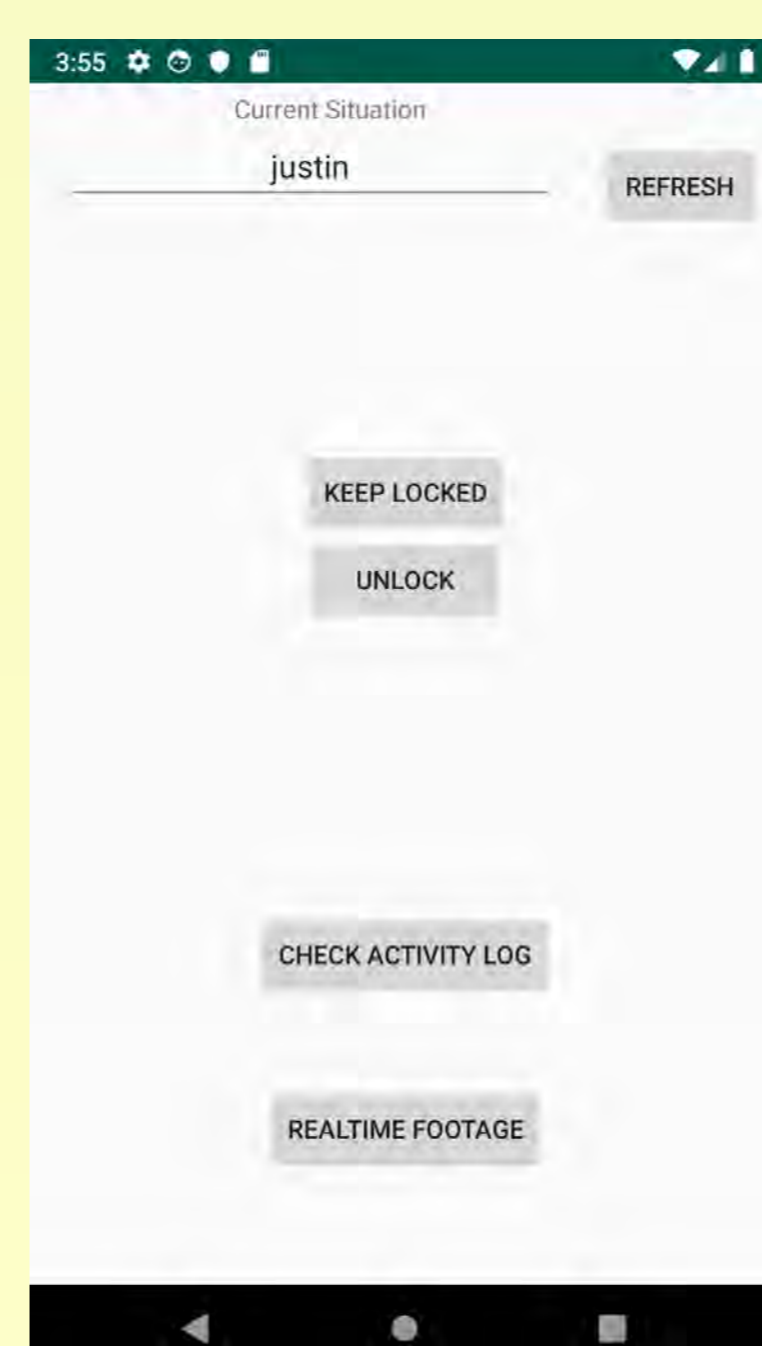 3:55
Current Situation
justin
REFRESH
KEEP LOCKED
UNLOCK
CHECK ACTIVITY LOG
REALTIME FOOTAGE